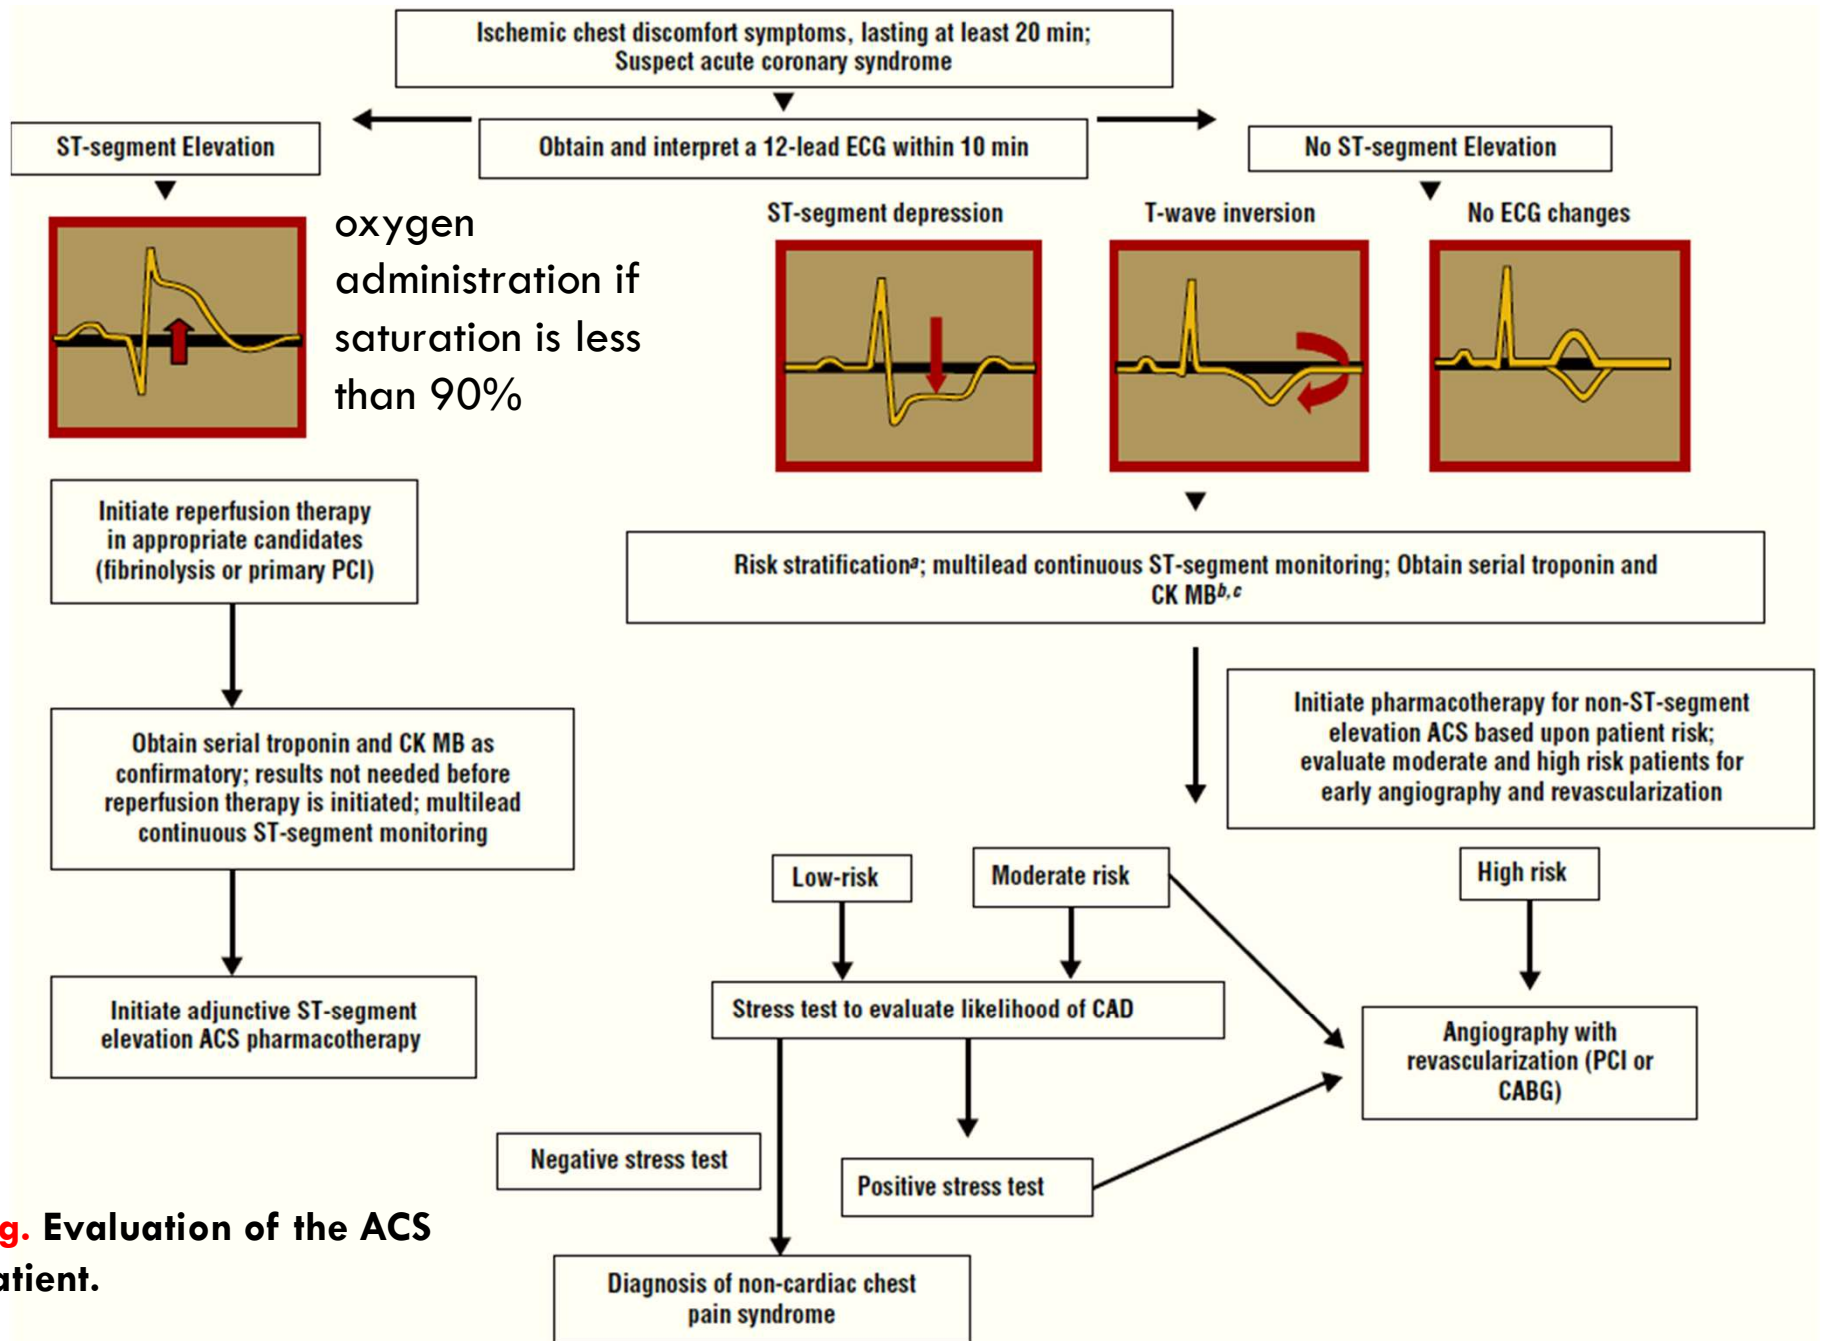 Ischemic chest discomfort symptoms, lasting at least 20 min;
Suspect acute coronary syndrome
ST-segment Elevation
Obtain and interpret a 12-lead ECG within 10 min
No ST-segment Elevation
oxygen
administration if
saturation is less
than 90%
ST-segment depression
T-wave inversion
No ECG changes
Initiate reperfusion therapy
in appropriate candidates
(fibrinolysis or primary PCI)
Risk stratificationa; multilead continuous ST-segment monitoring; Obtain serial troponin and
CK MBb,c
Obtain serial troponin and CK MB as
confirmatory; results not needed before
reperfusion therapy is initiated; multilead
continuous ST-segment monitoring
Initiate pharmacotherapy for non-ST-segment
elevation ACS based upon patient risk;
evaluate moderate and high risk patients for
early angiography and revascularization
Low-risk
Moderate risk
High risk
Initiate adjunctive ST-segment
elevation ACS pharmacotherapy
Stress test to evaluate likelihood of CAD
Angiography with
revascularization (PCI or
CABG)
Negative stress test
Positive stress test
g. Evaluation of the ACS
atient.
Diagnosis of non-cardiac chest
pain syndrome